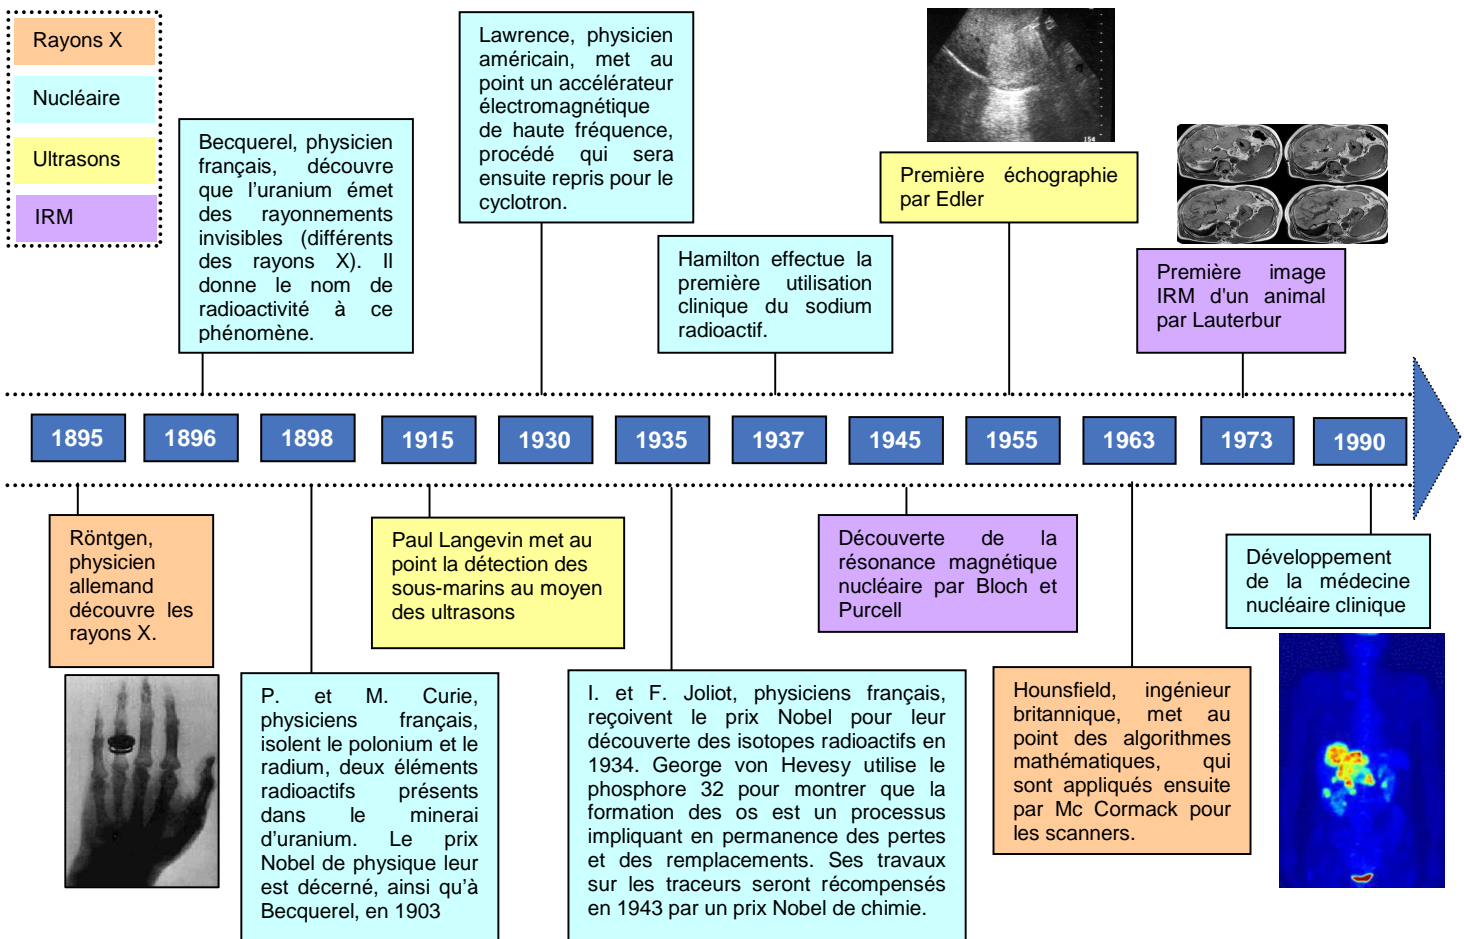 Rayons X
Nucléaire
Ultrasons
IRM
Becquerel, physicien
français, découvre
que l'uranium émet
des rayonnements
invisibles (différents
des rayons X). Il
donne le nom de
radioactivité à ce
phénomène.
Lawrence, physicien
américain, met au
point un accélérateur
électromagnétique
de haute fréquence,
procédé qui sera
ensuite repris pour le
cyclotron.
Hamilton effectue la
première utilisation
clinique du sodium
radioactif.
154
Première échographie
par Edler
Première image
IRM d'un animal
par Lauterbur
1895
1896
1898
1915
1930
1935
1937
1945
1955
1963
1973
1990
Röntgen,
physicien
allemand
découvre les
rayons X.
P. et M. Curie,
physiciens français,
isolent le polonium et le
radium, deux éléments
radioactifs présents
dans le minerai
d'uranium. Le prix
Nobel de physique leur
est décerné, ainsi qu'à
Becquerel, en 1903
Paul Langevin met au
point la détection des
sous-marins au moyen
des ultrasons
I. et F. Joliot, physiciens français,
reçoivent le prix Nobel pour leur
découverte des isotopes radioactifs en
1934. George von Hevesy utilise le
phosphore 32 pour montrer que la
formation des os est un processus
impliquant en permanence des pertes
et des remplacements. Ses travaux
sur les traceurs seront récompensés
en 1943 par un prix Nobel de chimie.
Découverte de la
résonance magnétique
nucléaire par Bloch et
Purcell
Hounsfield, ingénieur
britannique, met au
point des algorithmes
mathématiques, qui
sont appliqués ensuite
par Mc Cormack pour
les scanners.
Développement
de la médecine
nucléaire clinique